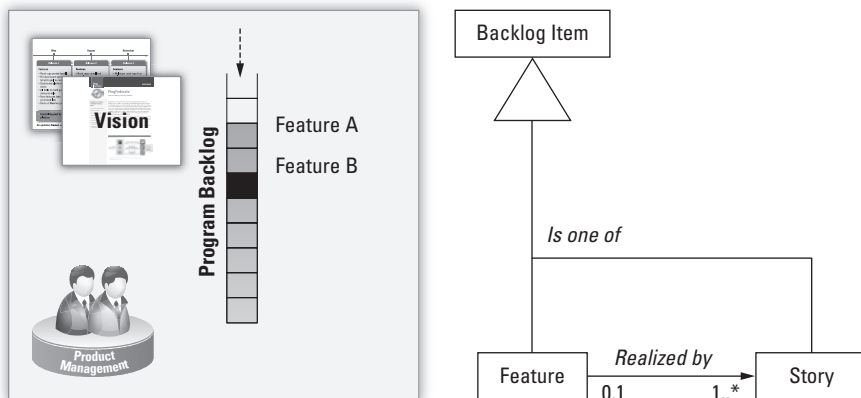 Vision
Program Backlog
Feature A
Feature B
Product
Management
Backlog Item
Is one of
Feature
Realized by
0,1
1..*
Story